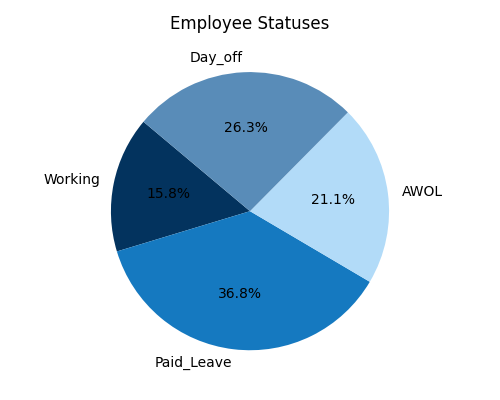 Employee Statuses
Day_off
26.3%
Working
15.8%
21.1%
AWOL
36.8%
Paid_Leave